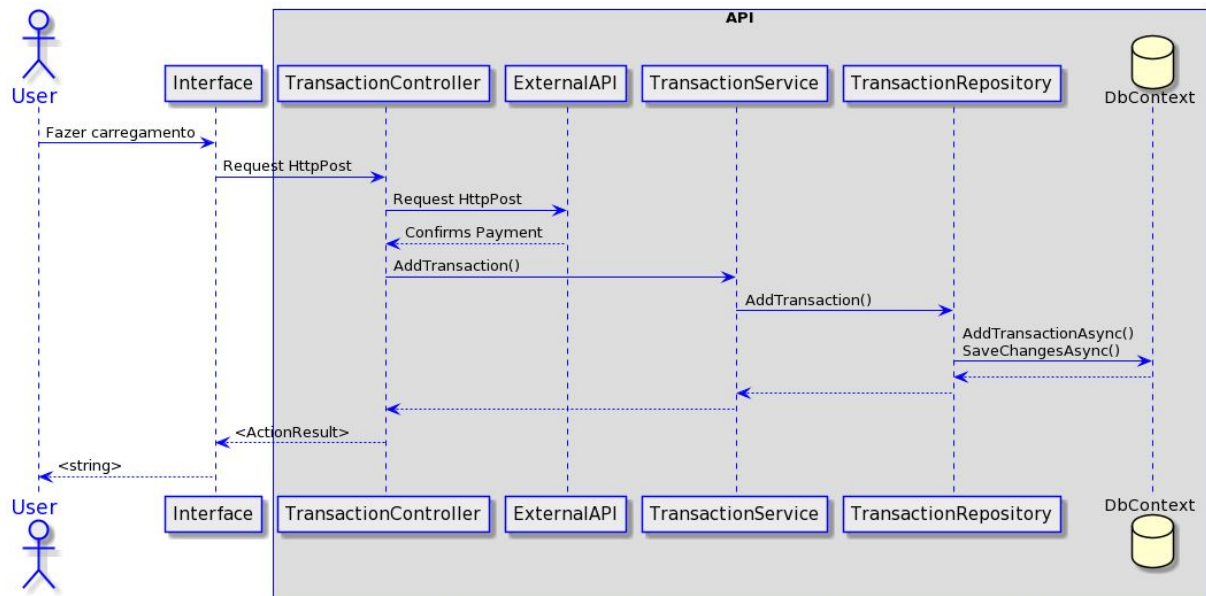 API
User
Interface
TransactionController
ExternalAPI
TransactionService
TransactionRepository
DbContext
Fazer carregamento
Request HttpPost
Request HttpPost
Confirms Payment
AddTransaction()
AddTransaction()
AddTransactionAsync()
SaveChangesAsync()
<ActionResult>
<string>
User
Interface
TransactionController
ExternalAPI
TransactionService
TransactionRepository
DbContext